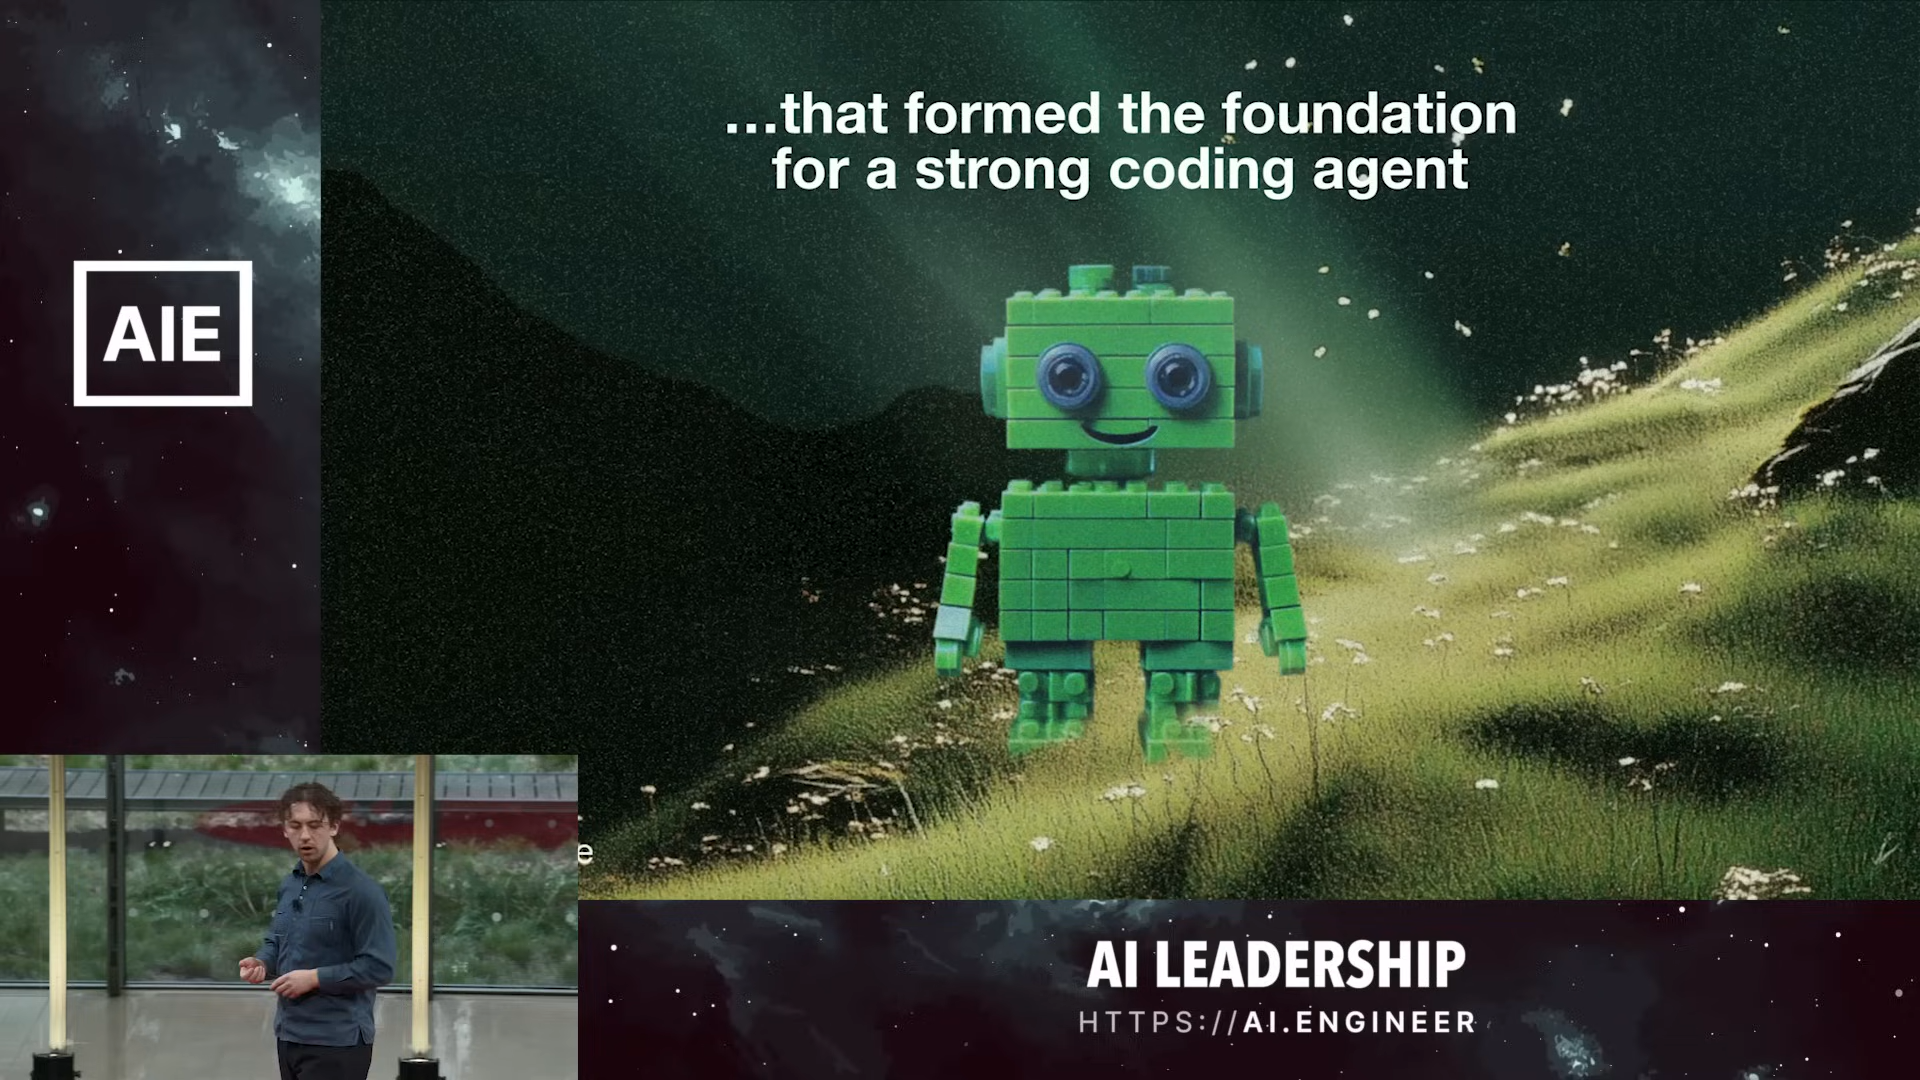 …that formed the foundation
for a strong coding agent
AIE
e
AI LEADERSHIP
HTTPS://AI.ENGINEER